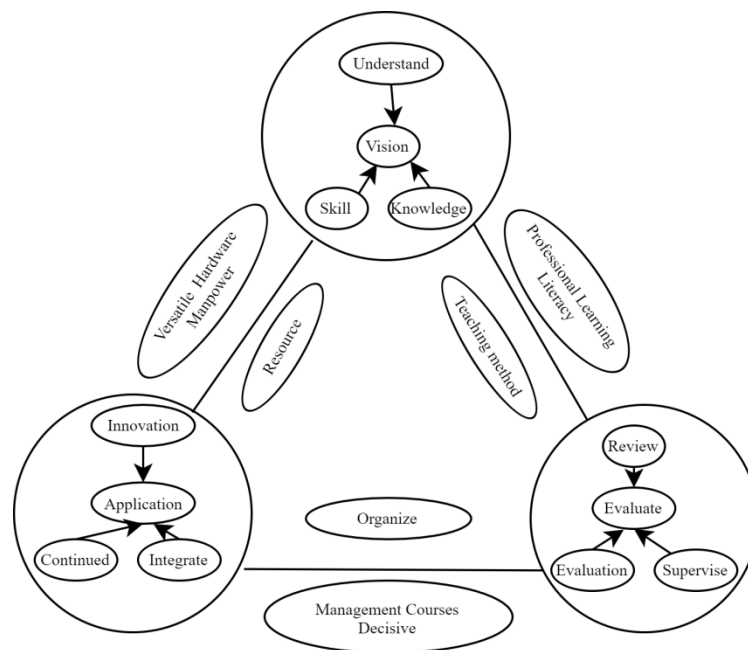 Understand
Vision
Skill
Knowledge
Versatile Hardware
Manpower
Resource
Teaching method
Professional Learning
Literacy
Innovation
Application
Continued
Integrate
Review
Evaluate
Evaluation
Supervise
Organize
Management Courses
Decisive